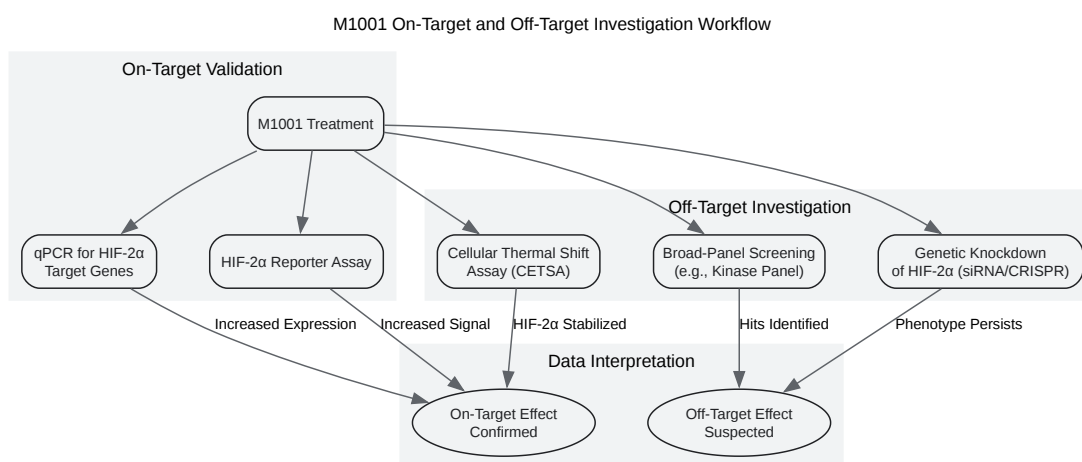 M1001 On-Target and Off-Target Investigation Workflow
On-Target Validation
M1001 Treatment
Off-Target Investigation
qPCR for HIF-2α
Target Genes
HIF-2α Reporter Assay
Cellular Thermal Shift
Assay (CETSA)
Broad-Panel Screening
(e.g., Kinase Panel)
Genetic Knockdown
of HIF-2α (siRNA/CRISPR)
Increased Expression
Increased Signal
HIF-2α Stabilized
Hits Identified
Phenotype Persists
Data Interpretation
On-Target Effect
Confirmed
Off-Target Effect
Suspected